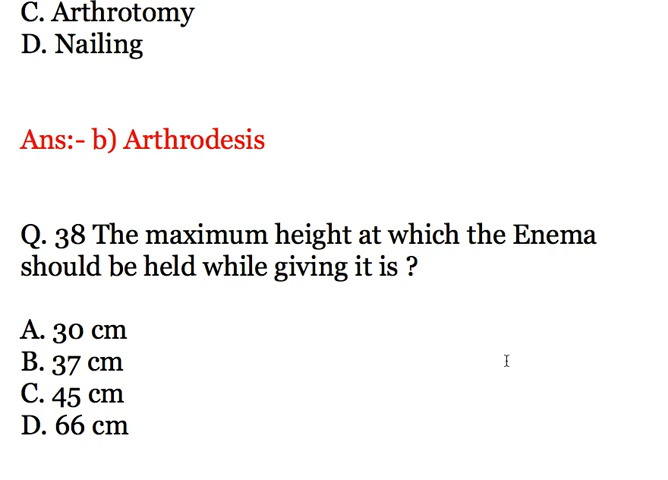 C. Arthrotomy
D. Nailing
Ans:- b) Arthrodesis
Q. 38 The maximum height at which the Enema
should be held while giving it is ?
A. 30 cm
B. 37 cm
C. 45 cm
D. 66 cm